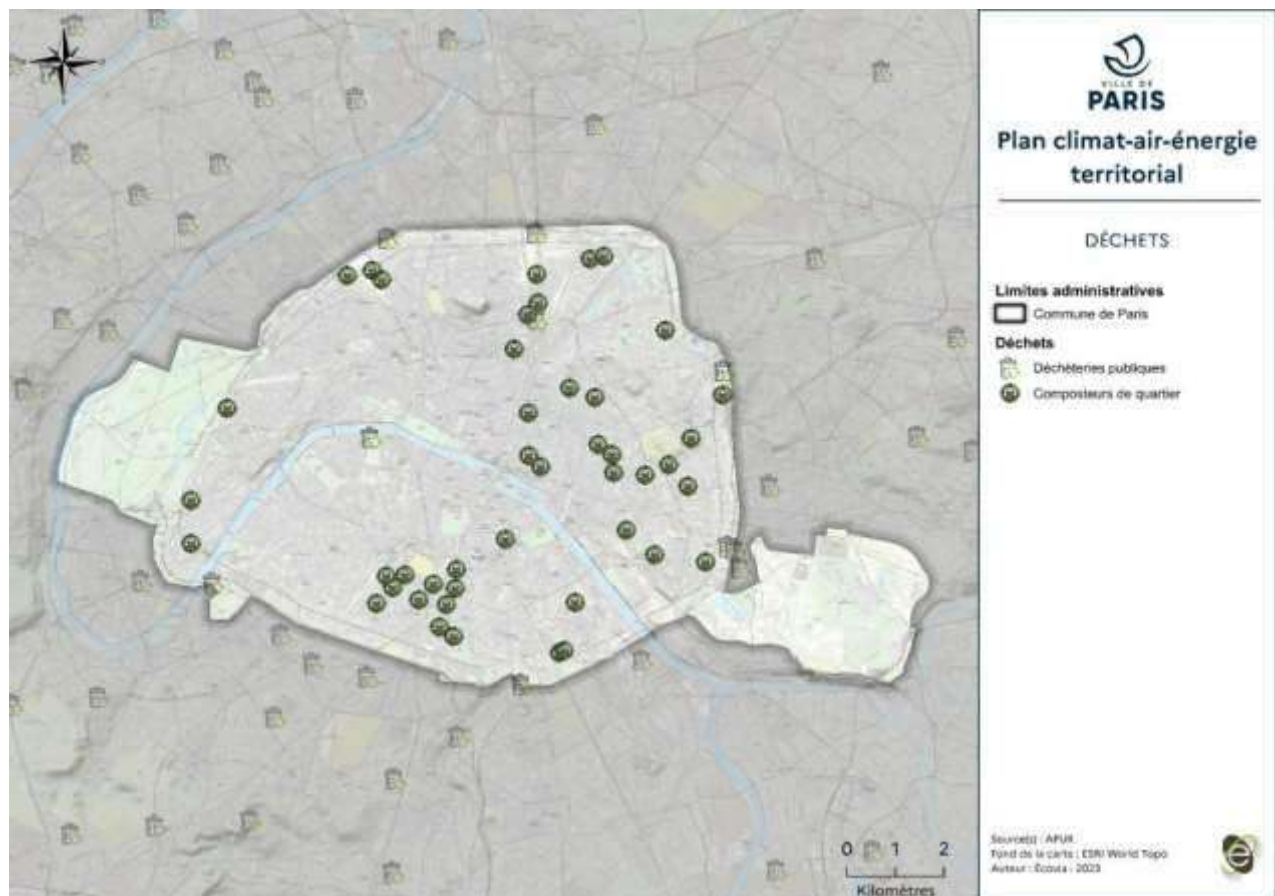 VILLE DE
PARIS
Plan climat-air-énergie
territorial
DÉCHETS
Limites administratives
Commune de Paris
Déchets
Déchèteries publiques
Composteurs de quartier
0 1 2
Kilomètres
Source(s) : APUR
Fond de la carte : ESRI World Topo
Auteur : Écovia - 2023
e